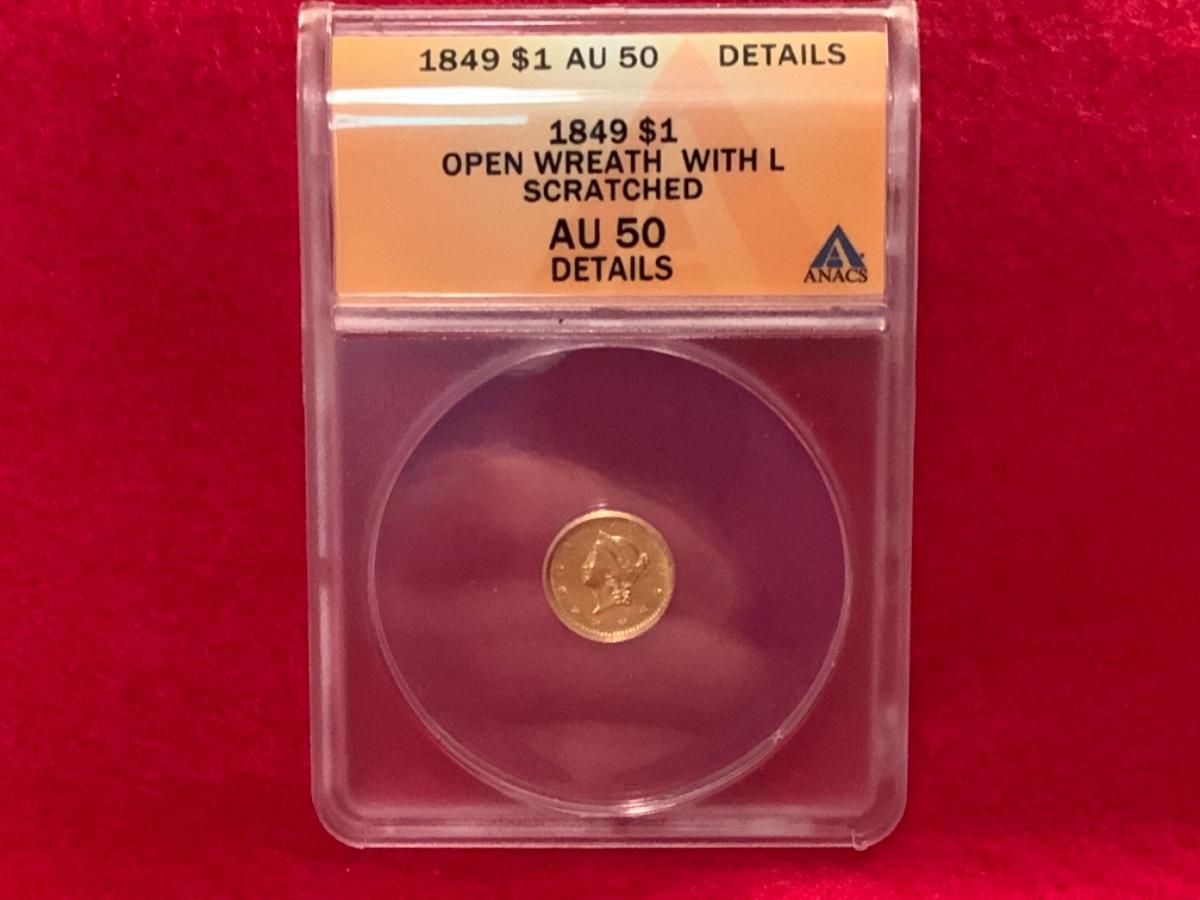 1849 $1 AU 50 DETAILS
1849 $1
OPEN WREATH WITH L
SCRATCHED
AU 50
DETAILS
ANACS